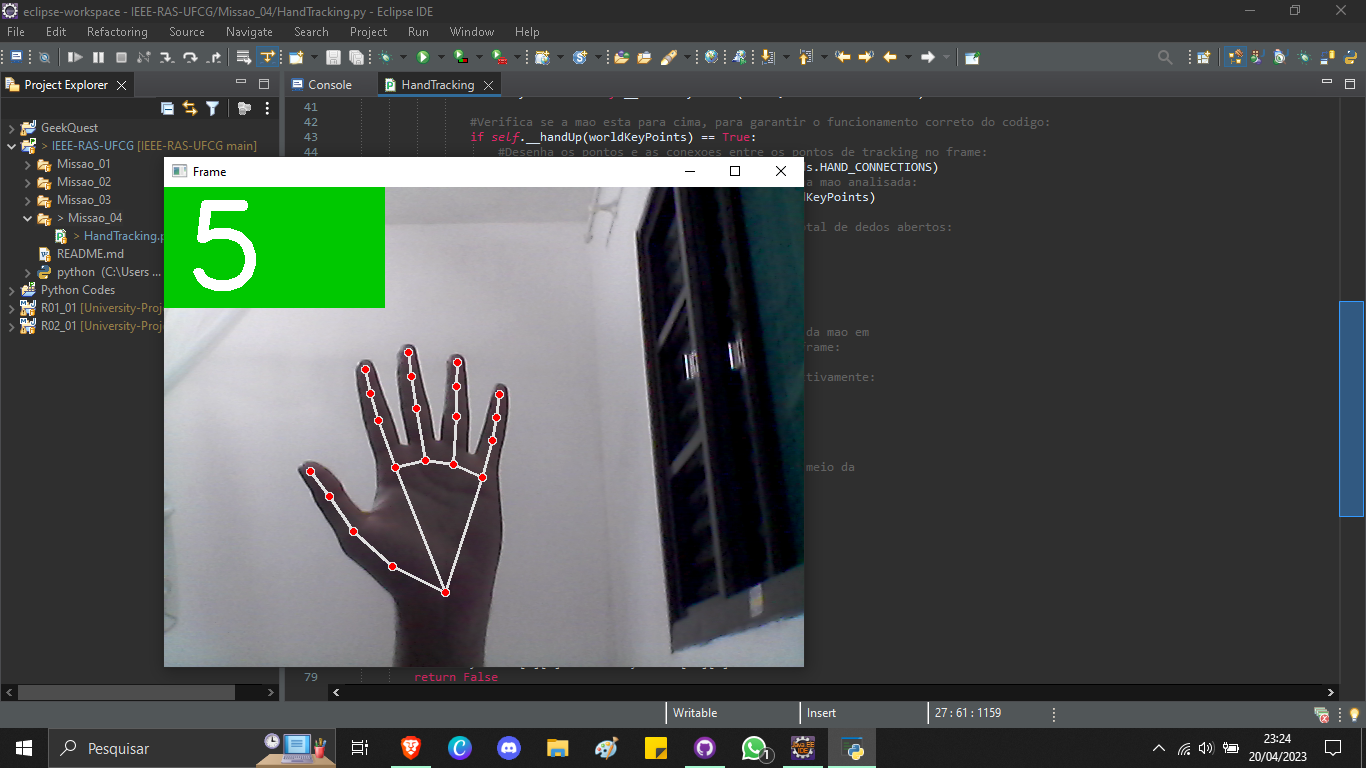 eclipse-workspace - IEEE-RAS-UFCG/Missao_04/HandTracking.py - Eclipse IDE
File Edit Refactoring Source Navigate Search Project Run Window Help
Project Explorer
Console
HandTracking
GeekQuest
> IEEE-RAS-UFCG [IEEE-RAS-UFCG main]
Missao_01
Missao_02
Missao_03
> Missao_04
> HandTracking.p
README.md
python (C:\Users ...
Python Codes
R01_01 [University-Proj
R02_01 [University-Proj
41
42 #Verifica se a mao esta para cima, para garantir o funcionamento correto do codigo:
43 if self.__handUp(worldKeyPoints) == True:
44 #Desenha os pontos e as conexoes entre os pontos de tracking no frame:
s.HAND_CONNECTIONS)
a mao analisada:
dKeyPoints)
otal de dedos abertos:
da mao em
rame:
tivamente:
meio da
79 return False
Frame
5
Writable
Insert
27 : 61 : 1159
Pesquisar
1
23:24
20/04/2023